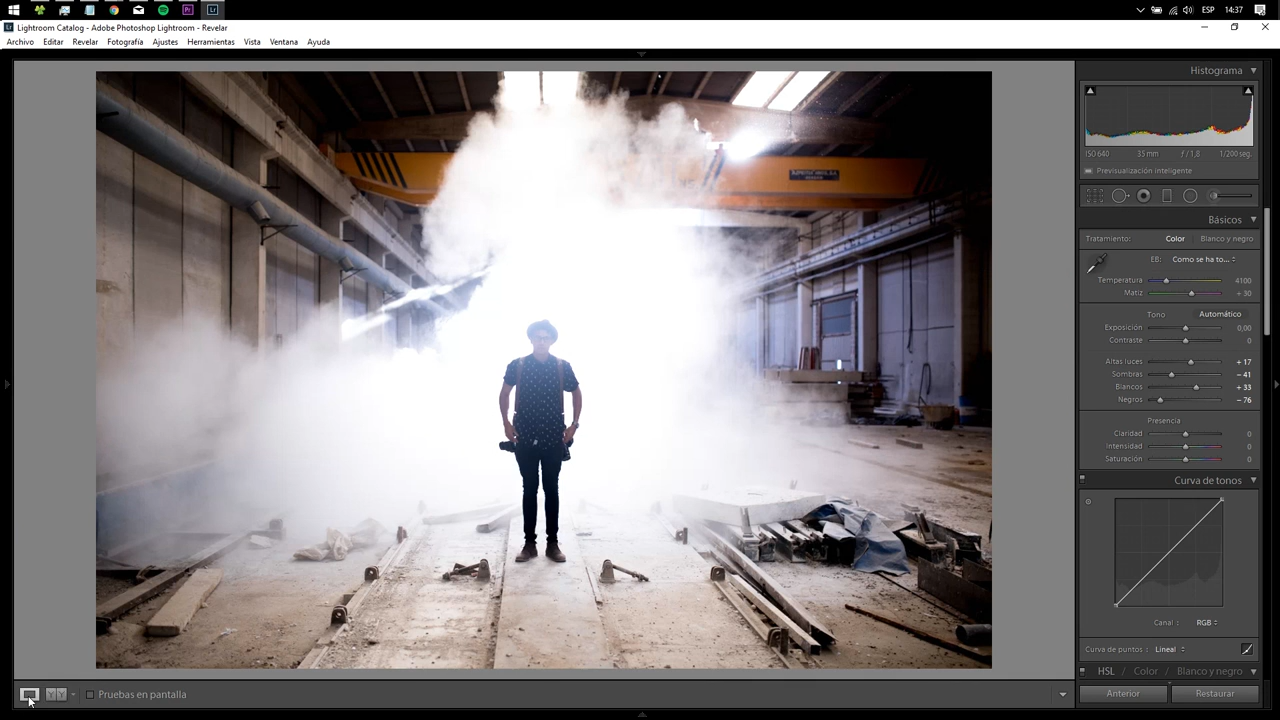 ESP 14:37
Lightroom Catalog - Adobe Photoshop Lightroom - Revelar
Archivo Editar Revelar Fotografía Ajustes Herramientas Vista Ventana Ayuda
Histograma
ISO 640 35 mm ƒ / 1,8 1/200 seg.
Previsualización inteligente
Básicos
Tratamiento: Color Blanco y negro
EB: Como se ha to...
Temperatura 4100
Matiz + 30
Tono Automático
Exposición 0,00
Contraste 0
Altas luces + 17
Sombras - 41
Blancos + 33
Negros - 76
Presencia
Claridad 0
Intensidad 0
Saturación 0
Curva de tonos
Canal : RGB
Curva de puntos : Lineal
HSL / Color / Blanco y negro
Pruebas en pantalla
Anterior Restaurar